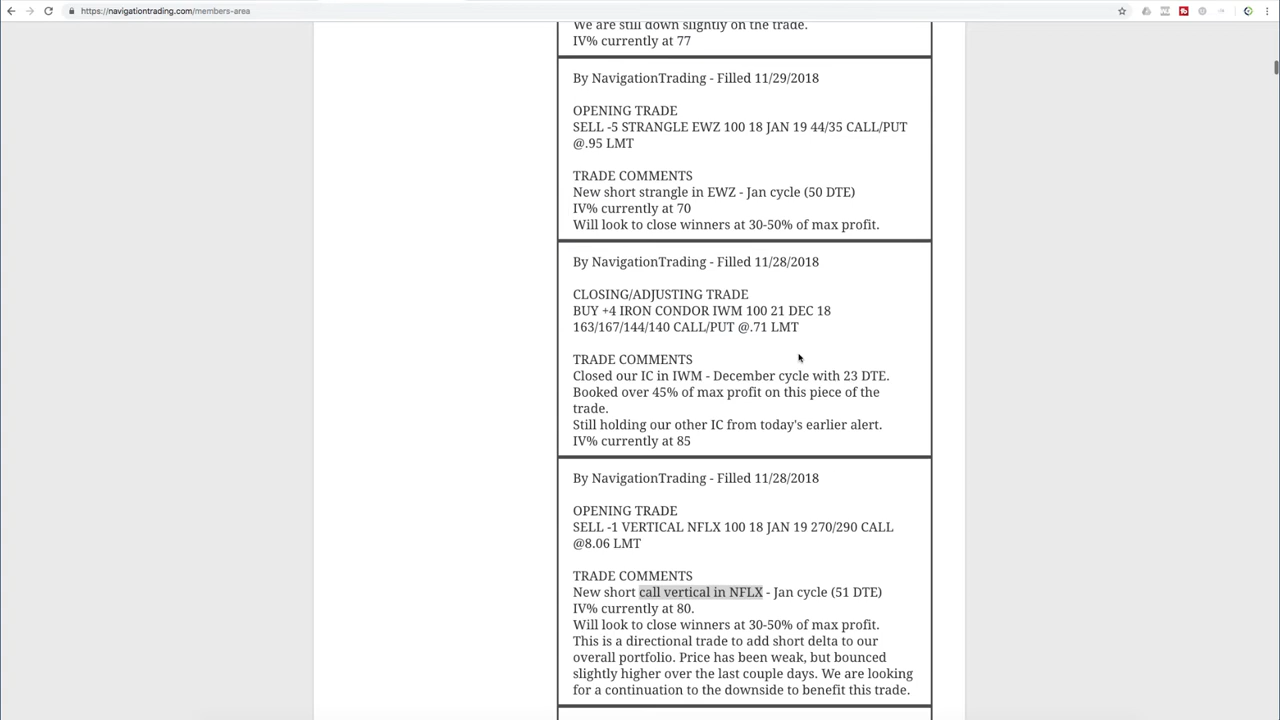 https://navigationtrading.com/members-area
We are still down slightly on the trade.
IV% currently at 77
By NavigationTrading - Filled 11/29/2018
OPENING TRADE
SELL -5 STRANGLE EWZ 100 18 JAN 19 44/35 CALL/PUT
@.95 LMT
TRADE COMMENTS
New short strangle in EWZ - Jan cycle (50 DTE)
IV% currently at 70
Will look to close winners at 30-50% of max profit.
By NavigationTrading - Filled 11/28/2018
CLOSING/ADJUSTING TRADE
BUY +4 IRON CONDOR IWM 100 21 DEC 18
163/167/144/140 CALL/PUT @.71 LMT
TRADE COMMENTS
Closed our IC in IWM - December cycle with 23 DTE.
Booked over 45% of max profit on this piece of the
trade.
Still holding our other IC from today's earlier alert.
IV% currently at 85
By NavigationTrading - Filled 11/28/2018
OPENING TRADE
SELL -1 VERTICAL NFLX 100 18 JAN 19 270/290 CALL
@8.06 LMT
TRADE COMMENTS
New short call vertical in NFLX - Jan cycle (51 DTE)
IV% currently at 80.
Will look to close winners at 30-50% of max profit.
This is a directional trade to add short delta to our
overall portfolio. Price has been weak, but bounced
slightly higher over the last couple days. We are looking
for a continuation to the downside to benefit this trade.